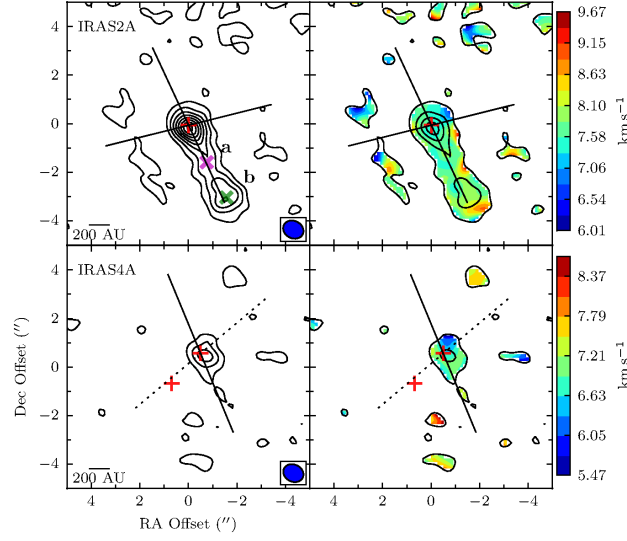 IRAS2A
a
b
200 AU
4
2
0
−2
−4
9.67
9.15
8.63
8.10
7.58
7.06
6.54
6.01
km s−1
IRAS4A
200 AU
4
2
0
−2
−4
8.37
7.79
7.21
6.63
6.05
5.47
km s−1
Dec Offset (′′)
4 2 0 −2 −4 4 2 0 −2 −4
RA Offset (′′) RA Offset (′′)